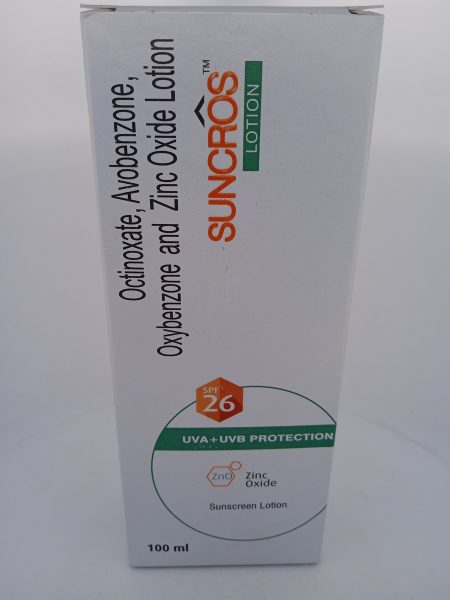 Octinoxate, Avobenzone,
Oxybenzone and Zinc Oxide Lotion
SUNCRÔS™
LOTION
SPF
26
UVA+UVB PROTECTION
ZnO
Zinc
Oxide
Sunscreen Lotion
100 ml